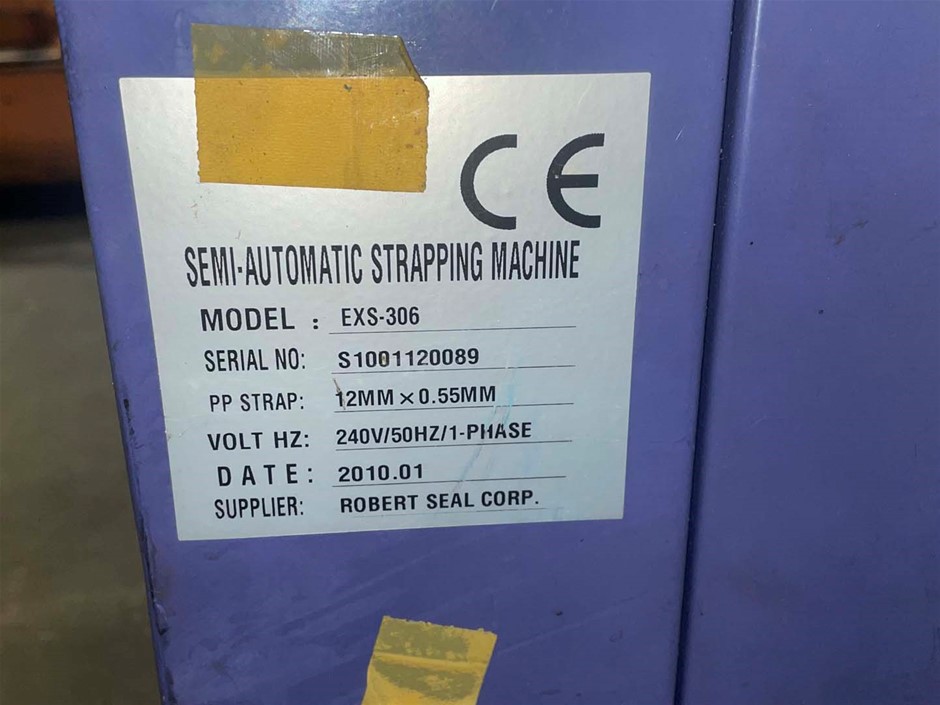 CE
SEMI-AUTOMATIC STRAPPING MACHINE
MODEL : EXS-306
SERIAL NO: S1001120089
PP STRAP: 12MM×0.55MM
VOLT HZ: 240V/50HZ/1-PHASE
DATE: 2010.01
SUPPLIER: ROBERT SEAL CORP.